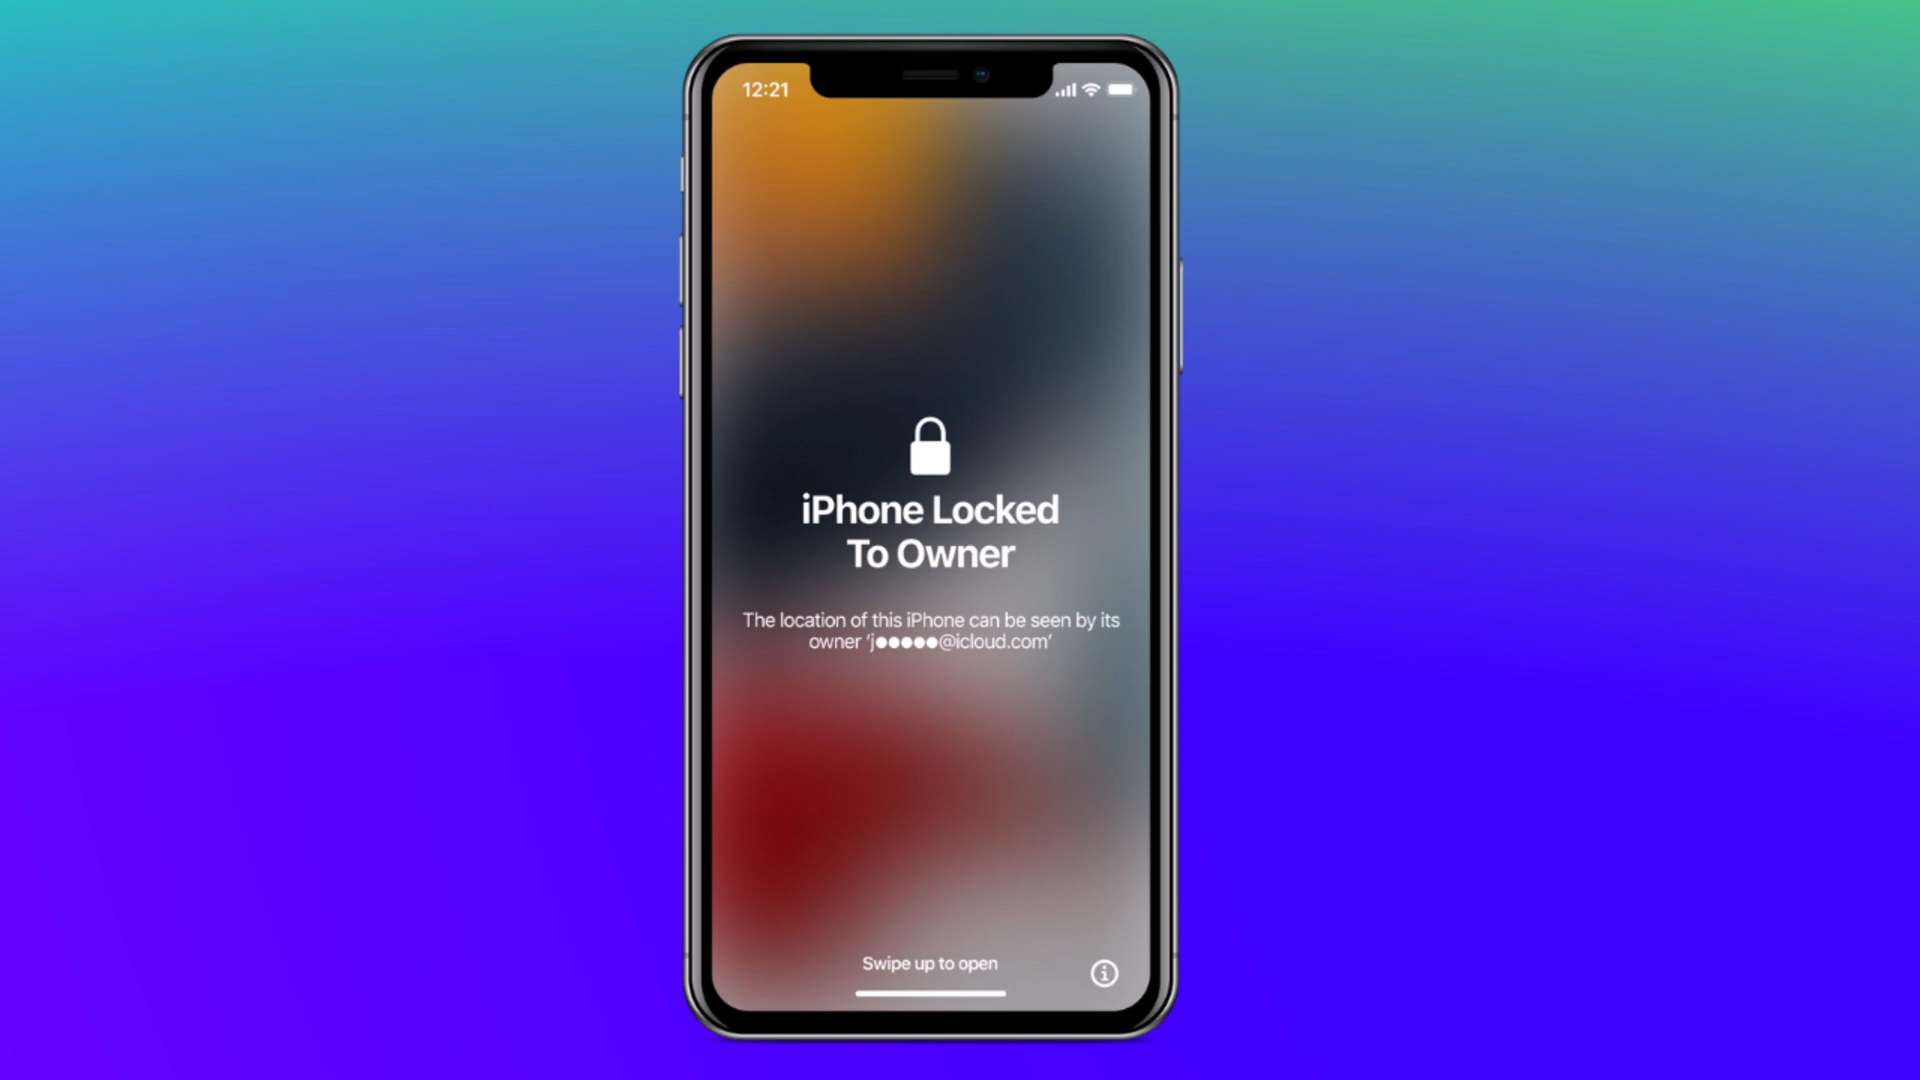 12:21
iPhone Locked
To Owner
The location of this iPhone can be seen by its
owner ‘j●●●●●@icloud.com’
Swipe up to open